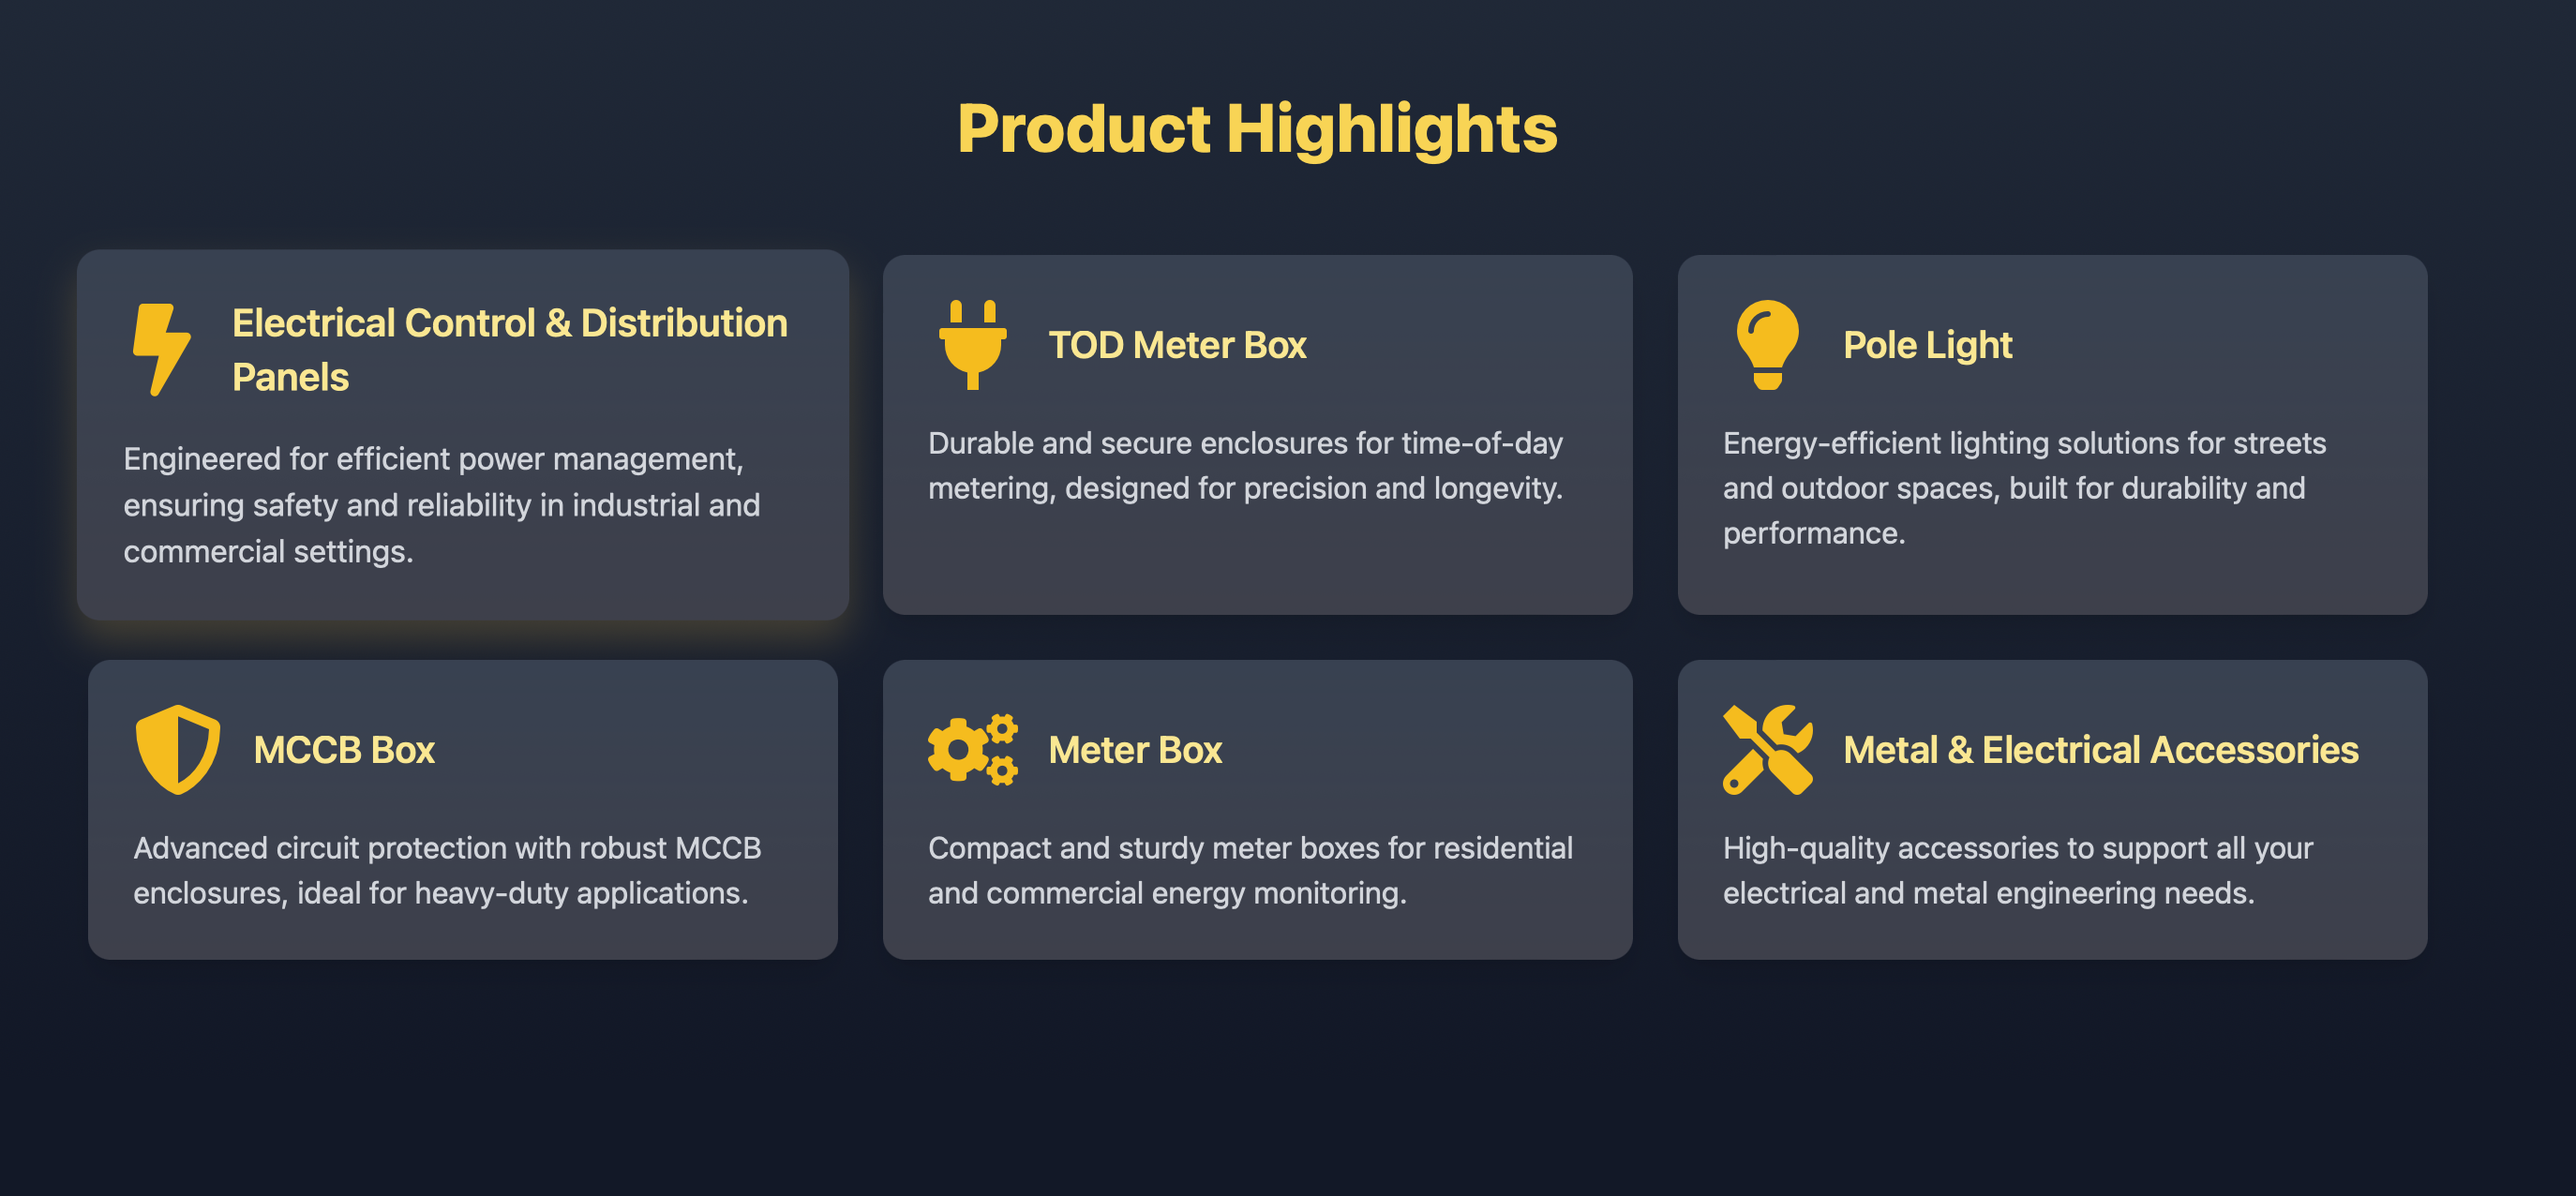 Product Highlights
Electrical Control & Distribution
Panels
Engineered for efficient power management,
ensuring safety and reliability in industrial and
commercial settings.
TOD Meter Box
Durable and secure enclosures for time-of-day
metering, designed for precision and longevity.
Pole Light
Energy-efficient lighting solutions for streets
and outdoor spaces, built for durability and
performance.
MCCB Box
Advanced circuit protection with robust MCCB
enclosures, ideal for heavy-duty applications.
Meter Box
Compact and sturdy meter boxes for residential
and commercial energy monitoring.
Metal & Electrical Accessories
High-quality accessories to support all your
electrical and metal engineering needs.